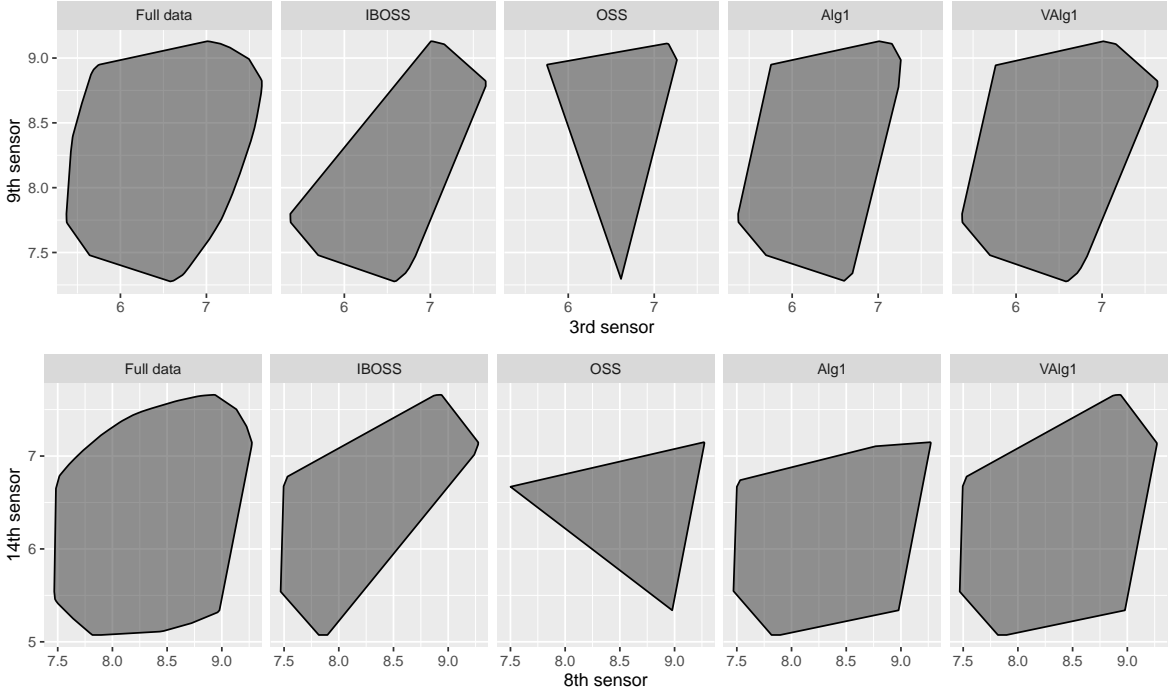 Full data IBOSS OSS Alg1 VAlg1
9.0
8.5
8.0
7.5
9th sensor
6 7 6 7 6 7 6 7 6 7
3rd sensor
Full data IBOSS OSS Alg1 VAlg1
7
6
5
14th sensor
7.5 8.0 8.5 9.0 7.5 8.0 8.5 9.0 7.5 8.0 8.5 9.0 7.5 8.0 8.5 9.0 7.5 8.0 8.5 9.0
8th sensor